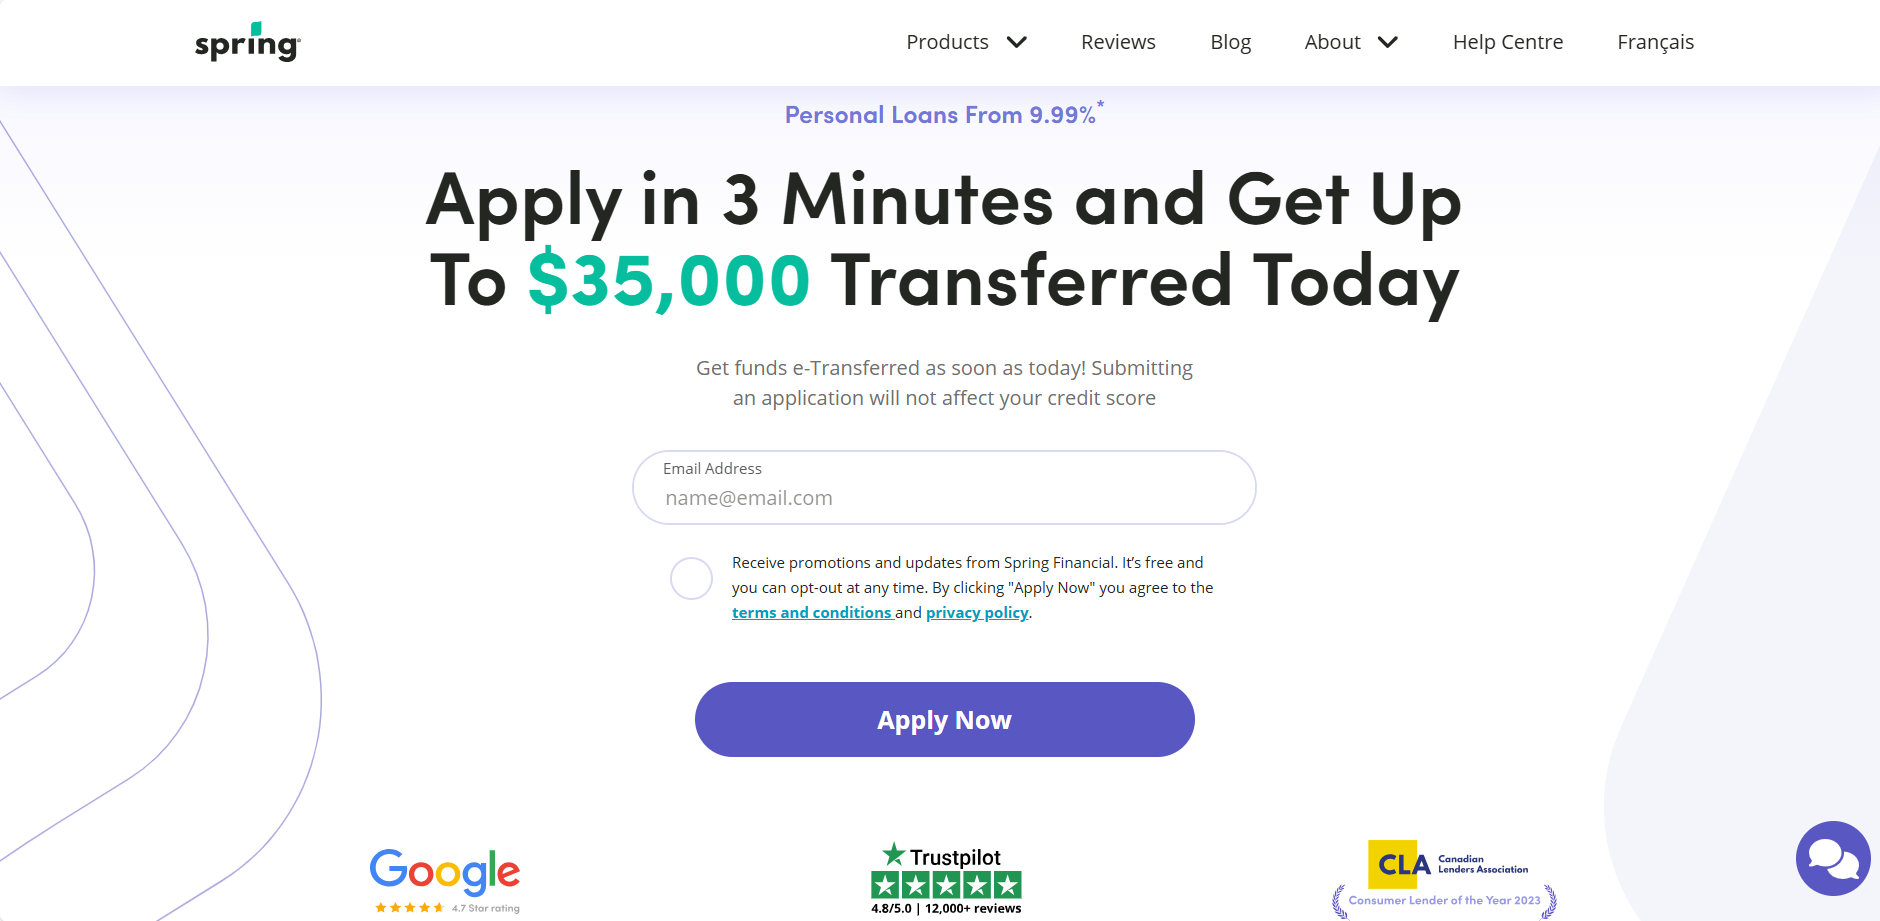 spring
Products
Reviews
Blog
About
Help Centre
Français
Personal Loans From 9.99%*
Apply in 3 Minutes and Get Up
To $35,000 Transferred Today
Get funds e-Transferred as soon as today! Submitting
an application will not affect your credit score
Email Address
name@email.com
Receive promotions and updates from Spring Financial. It’s free and
you can opt-out at any time. By clicking "Apply Now" you agree to the
terms and conditions and privacy policy.
Apply Now
Google
4.7 Star rating
Trustpilot
4.8/5.0 | 12,000+ reviews
CLA
Canadian
Lenders Association
Consumer Lender of the Year 2023